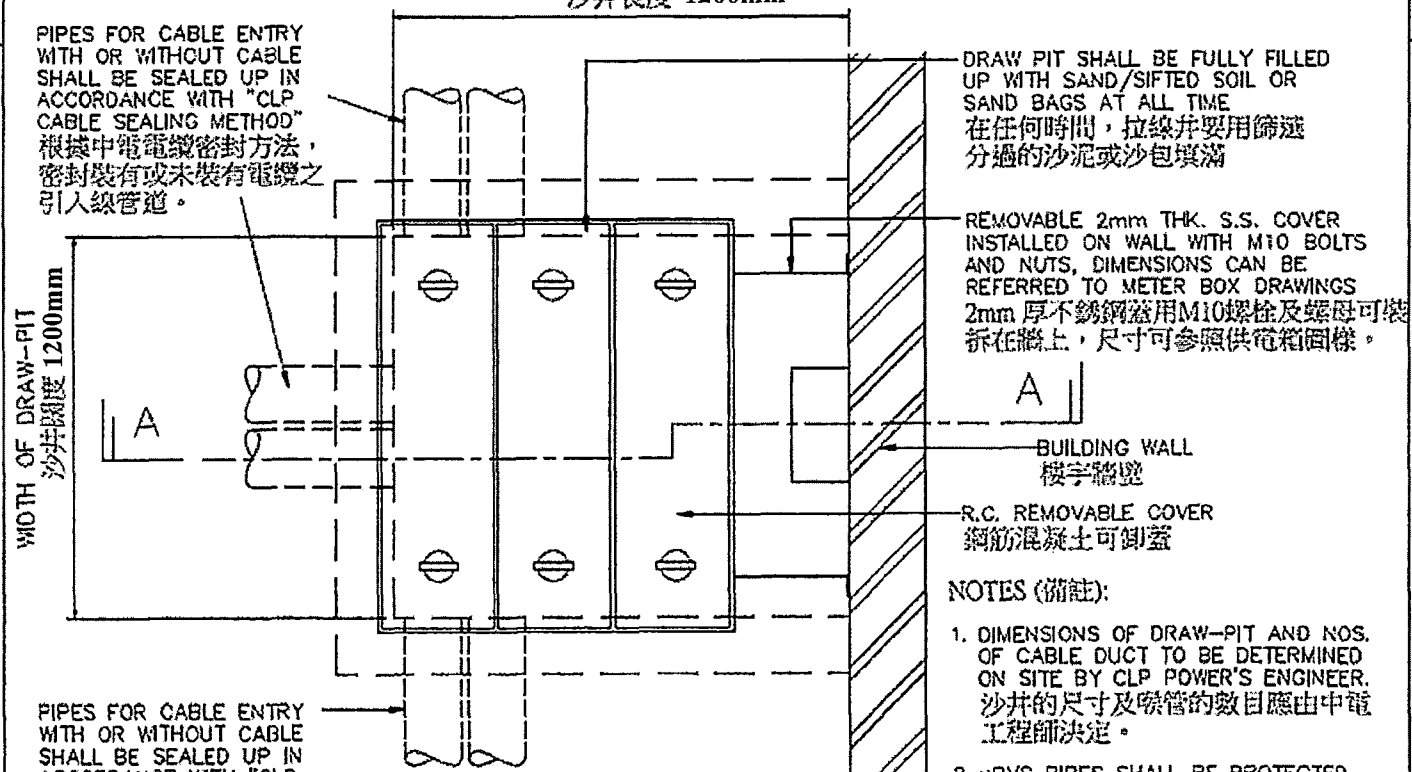 沙井長度 1200mm
PIPES FOR CABLE ENTRY
WITH OR WITHOUT CABLE
SHALL BE SEALED UP IN
ACCORDANCE WITH "CLP
CABLE SEALING METHOD"
根據中電電纜密封方法，
密封裝有或未裝有電纜之
引入線管道。
DRAW PIT SHALL BE FULLY FILLED
UP WITH SAND/SIFTED SOIL OR
SAND BAGS AT ALL TIME
在任何時間，拉線井要用篩選
分過的沙泥或沙包填滿
REMOVABLE 2mm THK. S.S. COVER
INSTALLED ON WALL WITH M10 BOLTS
AND NUTS, DIMENSIONS CAN BE
REFERRED TO METER BOX DRAWINGS
2mm 厚不銹鋼蓋用M10螺栓及螺母可裝
拆在牆上，尺寸可參照供電箱圖樣。
WIDTH OF DRAW-PIT
沙井闊度 1200mm
A
A
BUILDING WALL
楼宇牆壁
R.C. REMOVABLE COVER
鋼筋混凝土可卸蓋
NOTES (備註):
1. DIMENSIONS OF DRAW-PIT AND NOS.
OF CABLE DUCT TO BE DETERMINED
ON SITE BY CLP POWER'S ENGINEER.
沙井的尺寸及喉管的數目應由中電
工程師決定。
PIPES FOR CABLE ENTRY
WITH OR WITHOUT CABLE
SHALL BE SEALED UP IN
ACCORDANCE WITH "CLP
2. uPVC PIPES SHALL BE PROTECTED